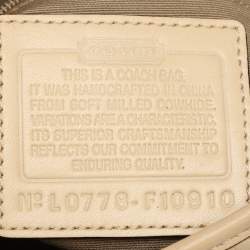 COACH
THIS IS A COACH BAG.
IT WAS HANDCRAFTED IN CHINA
FROM SOFT MILLED COWHIDE.
VARIATIONS ARE A CHARACTERISTIC.
ITS SUPERIOR CRAFTSMANSHIP
REFLECTS OUR COMMITMENT TO
ENDURING QUALITY.
Nº L0778-F10910